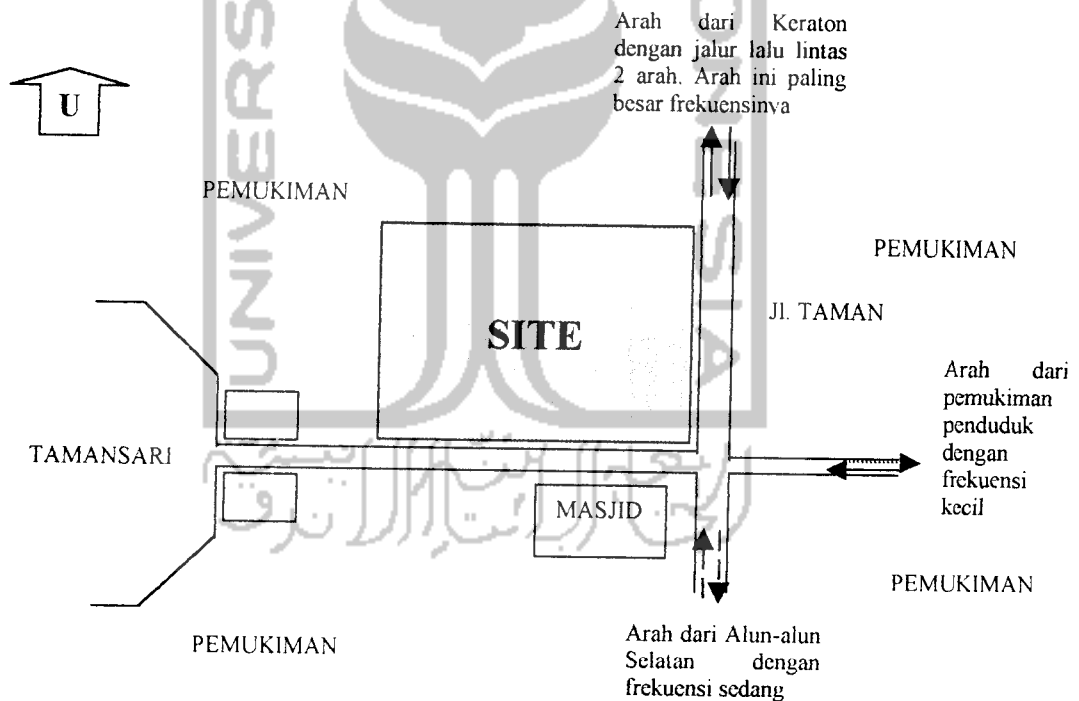 Arah dari Keraton
dengan jalur lalu lintas
2 arah. Arah ini paling
besar frekuensinya
U
PEMUKIMAN
PEMUKIMAN
SITE
Jl. TAMAN
Arah dari
pemukiman
penduduk
dengan
frekuensi
kecil
TAMANSARI
MASJID
PEMUKIMAN
PEMUKIMAN
Arah dari Alun-alun
Selatan dengan
frekuensi sedang
UNIVERS